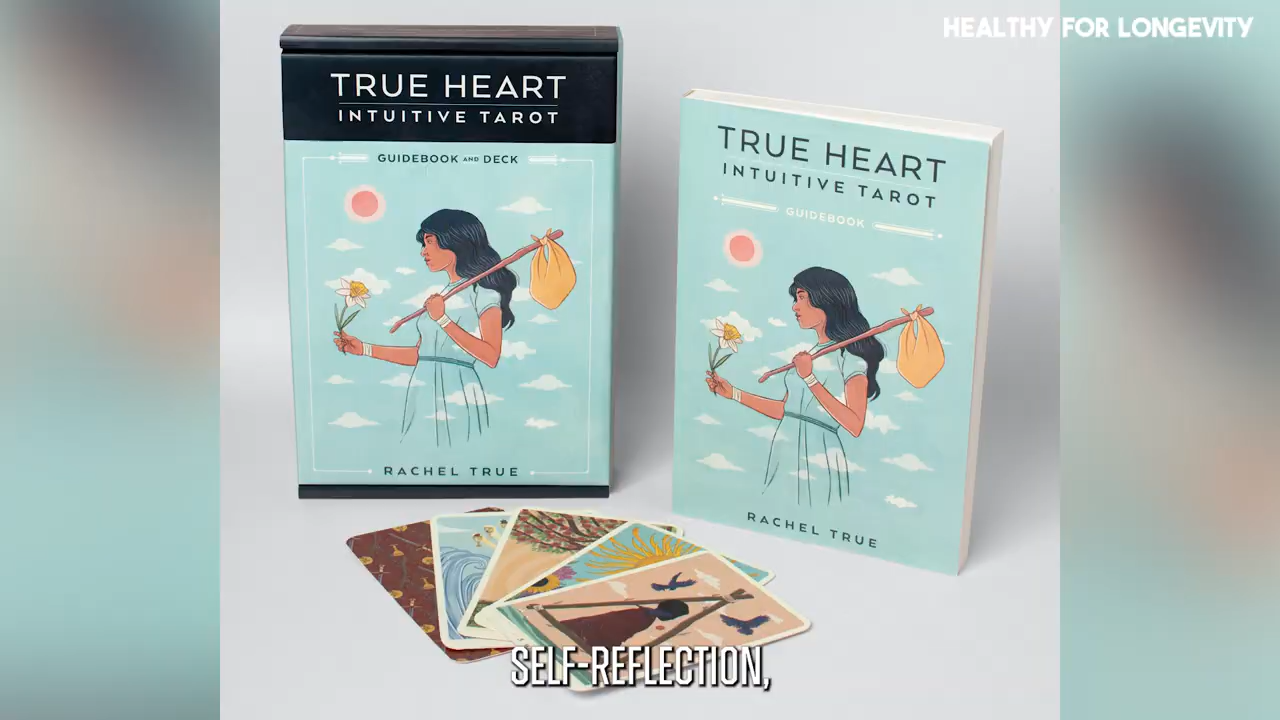 HEALTHY FOR LONGEVITY
TRUE HEART
INTUITIVE TAROT
GUIDEBOOK AND DECK
RACHEL TRUE
TRUE HEART
INTUITIVE TAROT
GUIDEBOOK
RACHEL TRUE
SELF-REFLECTION,